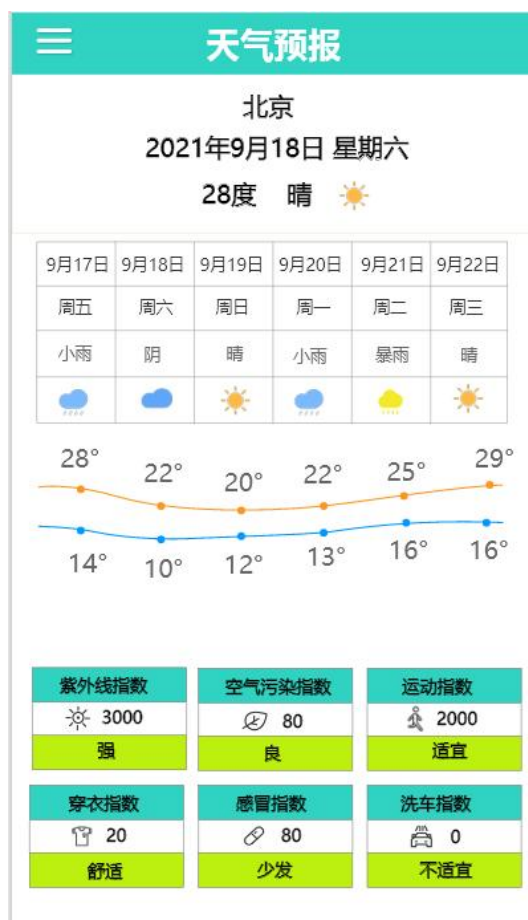 天气预报
北京
2021年9月18日 星期六
28度 晴
9月17日 9月18日 9月19日 9月20日 9月21日 9月22日
周五 周六 周日 周一 周二 周三
小雨 阴 晴 小雨 暴雨 晴
28° 22° 20° 22° 25° 29°
14° 10° 12° 13° 16° 16°
紫外线指数 空气污染指数 运动指数
3000 80 2000
强 良 适宜
穿衣指数 感冒指数 洗车指数
20 80 0
舒适 少发 不适宜